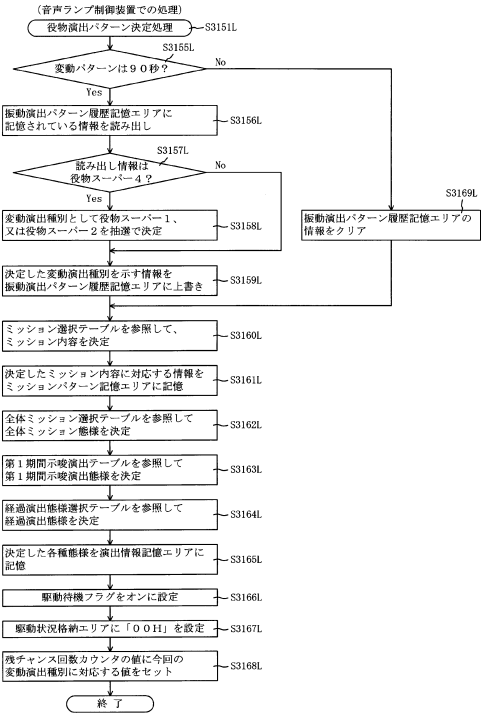 （音声ランプ制御装置での処理）
役物演出パターン決定処理
S3151L
S3155L
変動パターンは９０秒？
No
Yes
振動演出パターン履歴記憶エリアに
記憶されている情報を読み出し
S3156L
S3157L
読み出し情報は
役物スーパー４？
No
Yes
S3169L
変動演出種別として役物スーパー１、
又は役物スーパー２を抽選で決定
S3158L
振動演出パターン履歴記憶エリアの
情報をクリア
決定した変動演出種別を示す情報を
振動演出パターン履歴記憶エリアに上書き
S3159L
ミッション選択テーブルを参照して、
ミッション内容を決定
S3160L
決定したミッション内容に対応する情報を
ミッションパターン記憶エリアに記憶
S3161L
全体ミッション選択テーブルを参照して
全体ミッション態様を決定
S3162L
第１期間示唆演出テーブルを参照して
第１期間示唆演出態様を決定
S3163L
経過演出態様選択テーブルを参照して
経過演出態様を決定
S3164L
決定した各種態様を演出情報記憶エリアに
記憶
S3165L
駆動待機フラグをオンに設定
S3166L
駆動状況格納エリアに「００Ｈ」を設定
S3167L
残チャンス回数カウンタの値に今回の
変動演出種別に対応する値をセット
S3168L
終 了